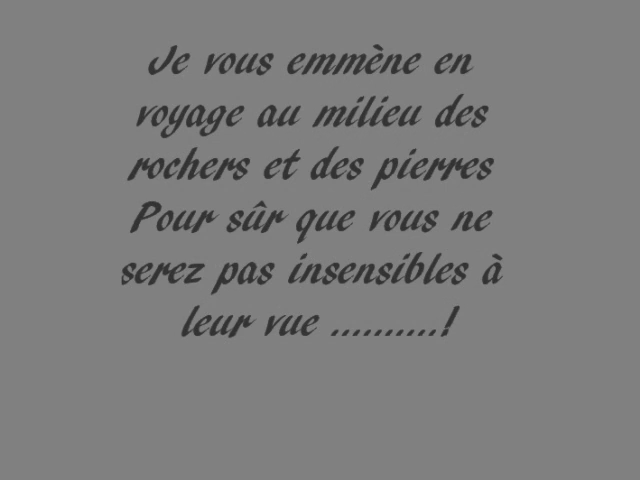 Je vous emmène en
voyage au milieu des
rochers et des pierres
Pour sûr que vous ne
serez pas insensibles à
leur vue ..........!